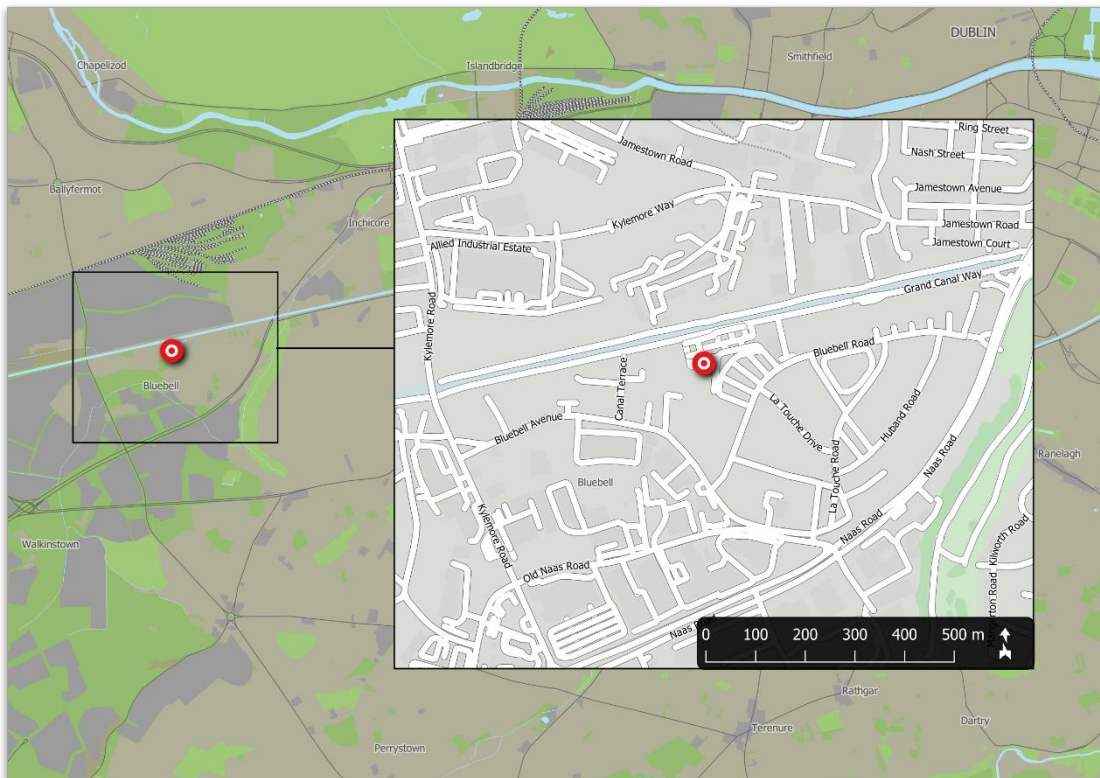 DUBLIN
Smithfield
Chapelizod
Islandbridge
Ballyfermot
Inchicore
Bluebell
Walkinstown
Perrystown
Terenure
Rathgar
Dartry
Ranelagh
Ring Street
Nash Street
Jamestown Road
Jamestown Avenue
Kylemore Way
Jamestown Road
Jamestown Court
Allied Industrial Estate
Grand Canal Way
Kylemore Road
Bluebell Road
Canal Terrace
La Touche Drive
Huband Road
Bluebell Avenue
Naas Road
La Touche Road
Bluebell
Kylemore Road
Naas Road
Old Naas Road
Kilworth Road
Road
Naas
0 100 200 300 400 500 m